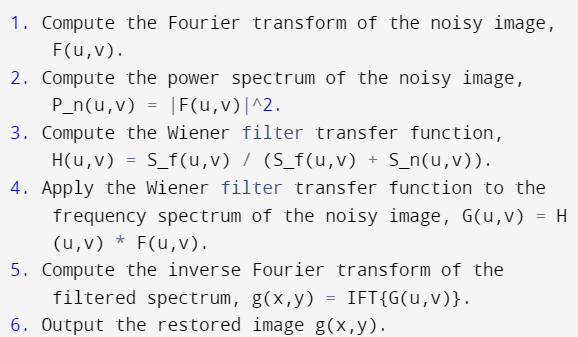 1. Compute the Fourier transform of the noisy image,
F(u,v).
2. Compute the power spectrum of the noisy image,
P_n(u,v) = |F(u,v)|^2.
3. Compute the Wiener filter transfer function,
H(u,v) = S_f(u,v) / (S_f(u,v) + S_n(u,v)).
4. Apply the Wiener filter transfer function to the
frequency spectrum of the noisy image, G(u,v) = H
(u,v) * F(u,v).
5. Compute the inverse Fourier transform of the
filtered spectrum, g(x,y) = IFT{G(u,v)}.
6. Output the restored image g(x,y).